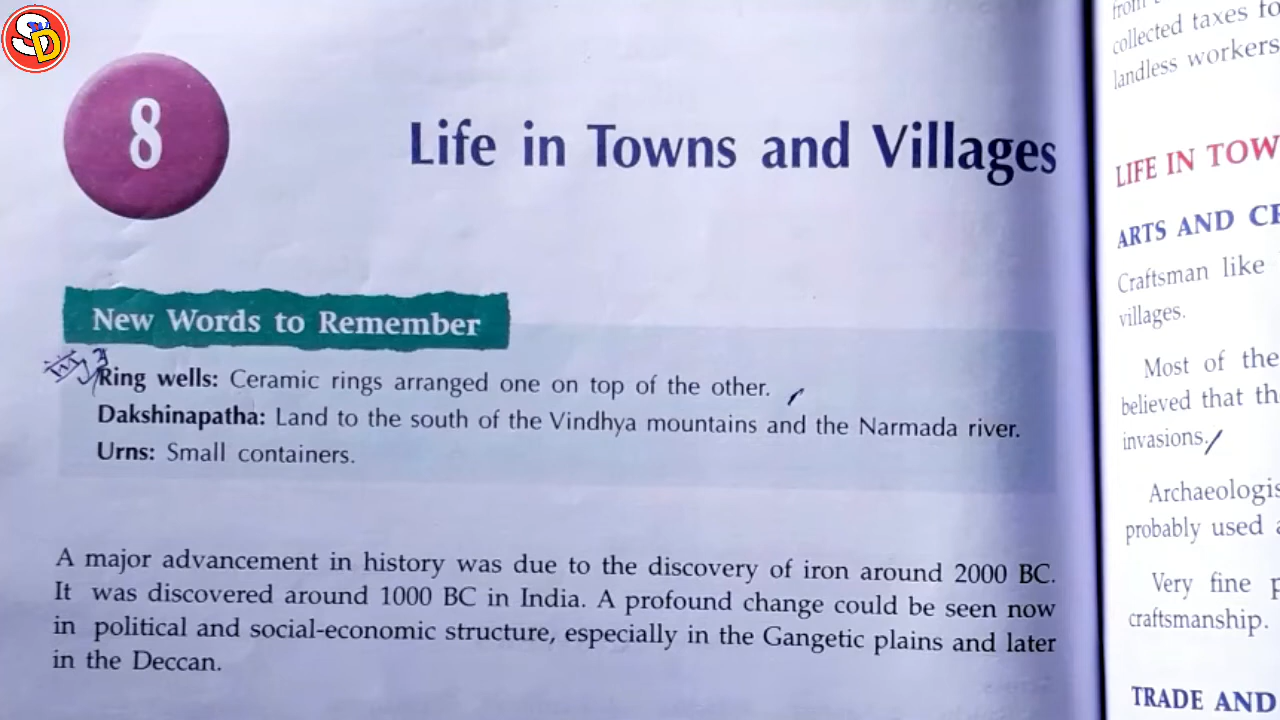 SD
8
Life in Towns and Villages
New Words to Remember
Ring wells: Ceramic rings arranged one on top of the other.
Dakshinapatha: Land to the south of the Vindhya mountains and the Narmada river.
Urns: Small containers.
A major advancement in history was due to the discovery of iron around 2000 BC.
It was discovered around 1000 BC in India. A profound change could be seen now
in political and social-economic structure, especially in the Gangetic plains and later
in the Deccan.
from
collected taxes
landless workers
LIFE IN
ARTS AND
Craftsman like
villages.
Most of the
believed that
invasions.
probably used
Very fine
craftsmanship.
TRADE AND